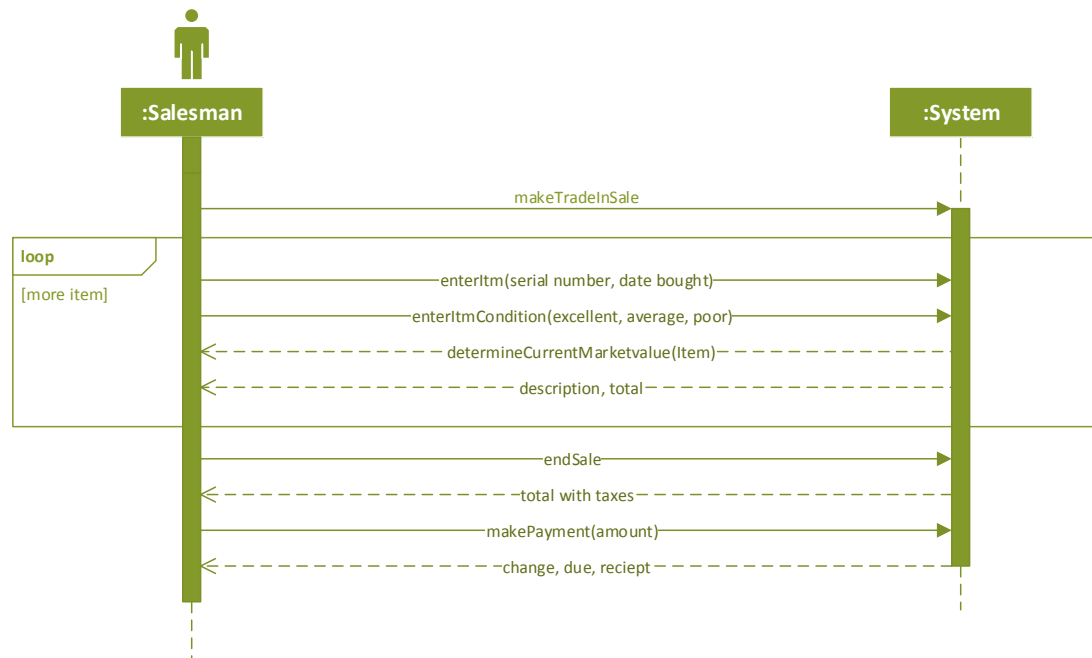 :Salesman
:System
makeTradeInSale
loop
[more item]
enterItm(serial number, date bought)
enterItmCondition(excellent, average, poor)
determineCurrentMarketvalue(Item)
description, total
endSale
total with taxes
makePayment(amount)
change, due, reciept